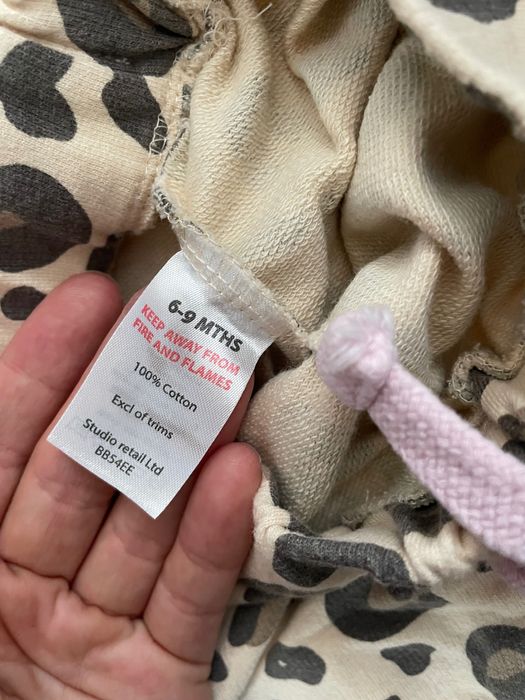 6-9 MTHS
KEEP AWAY FROM
FIRE AND FLAMES
100% Cotton
Excl of trims
Studio retail Ltd
BB54EE